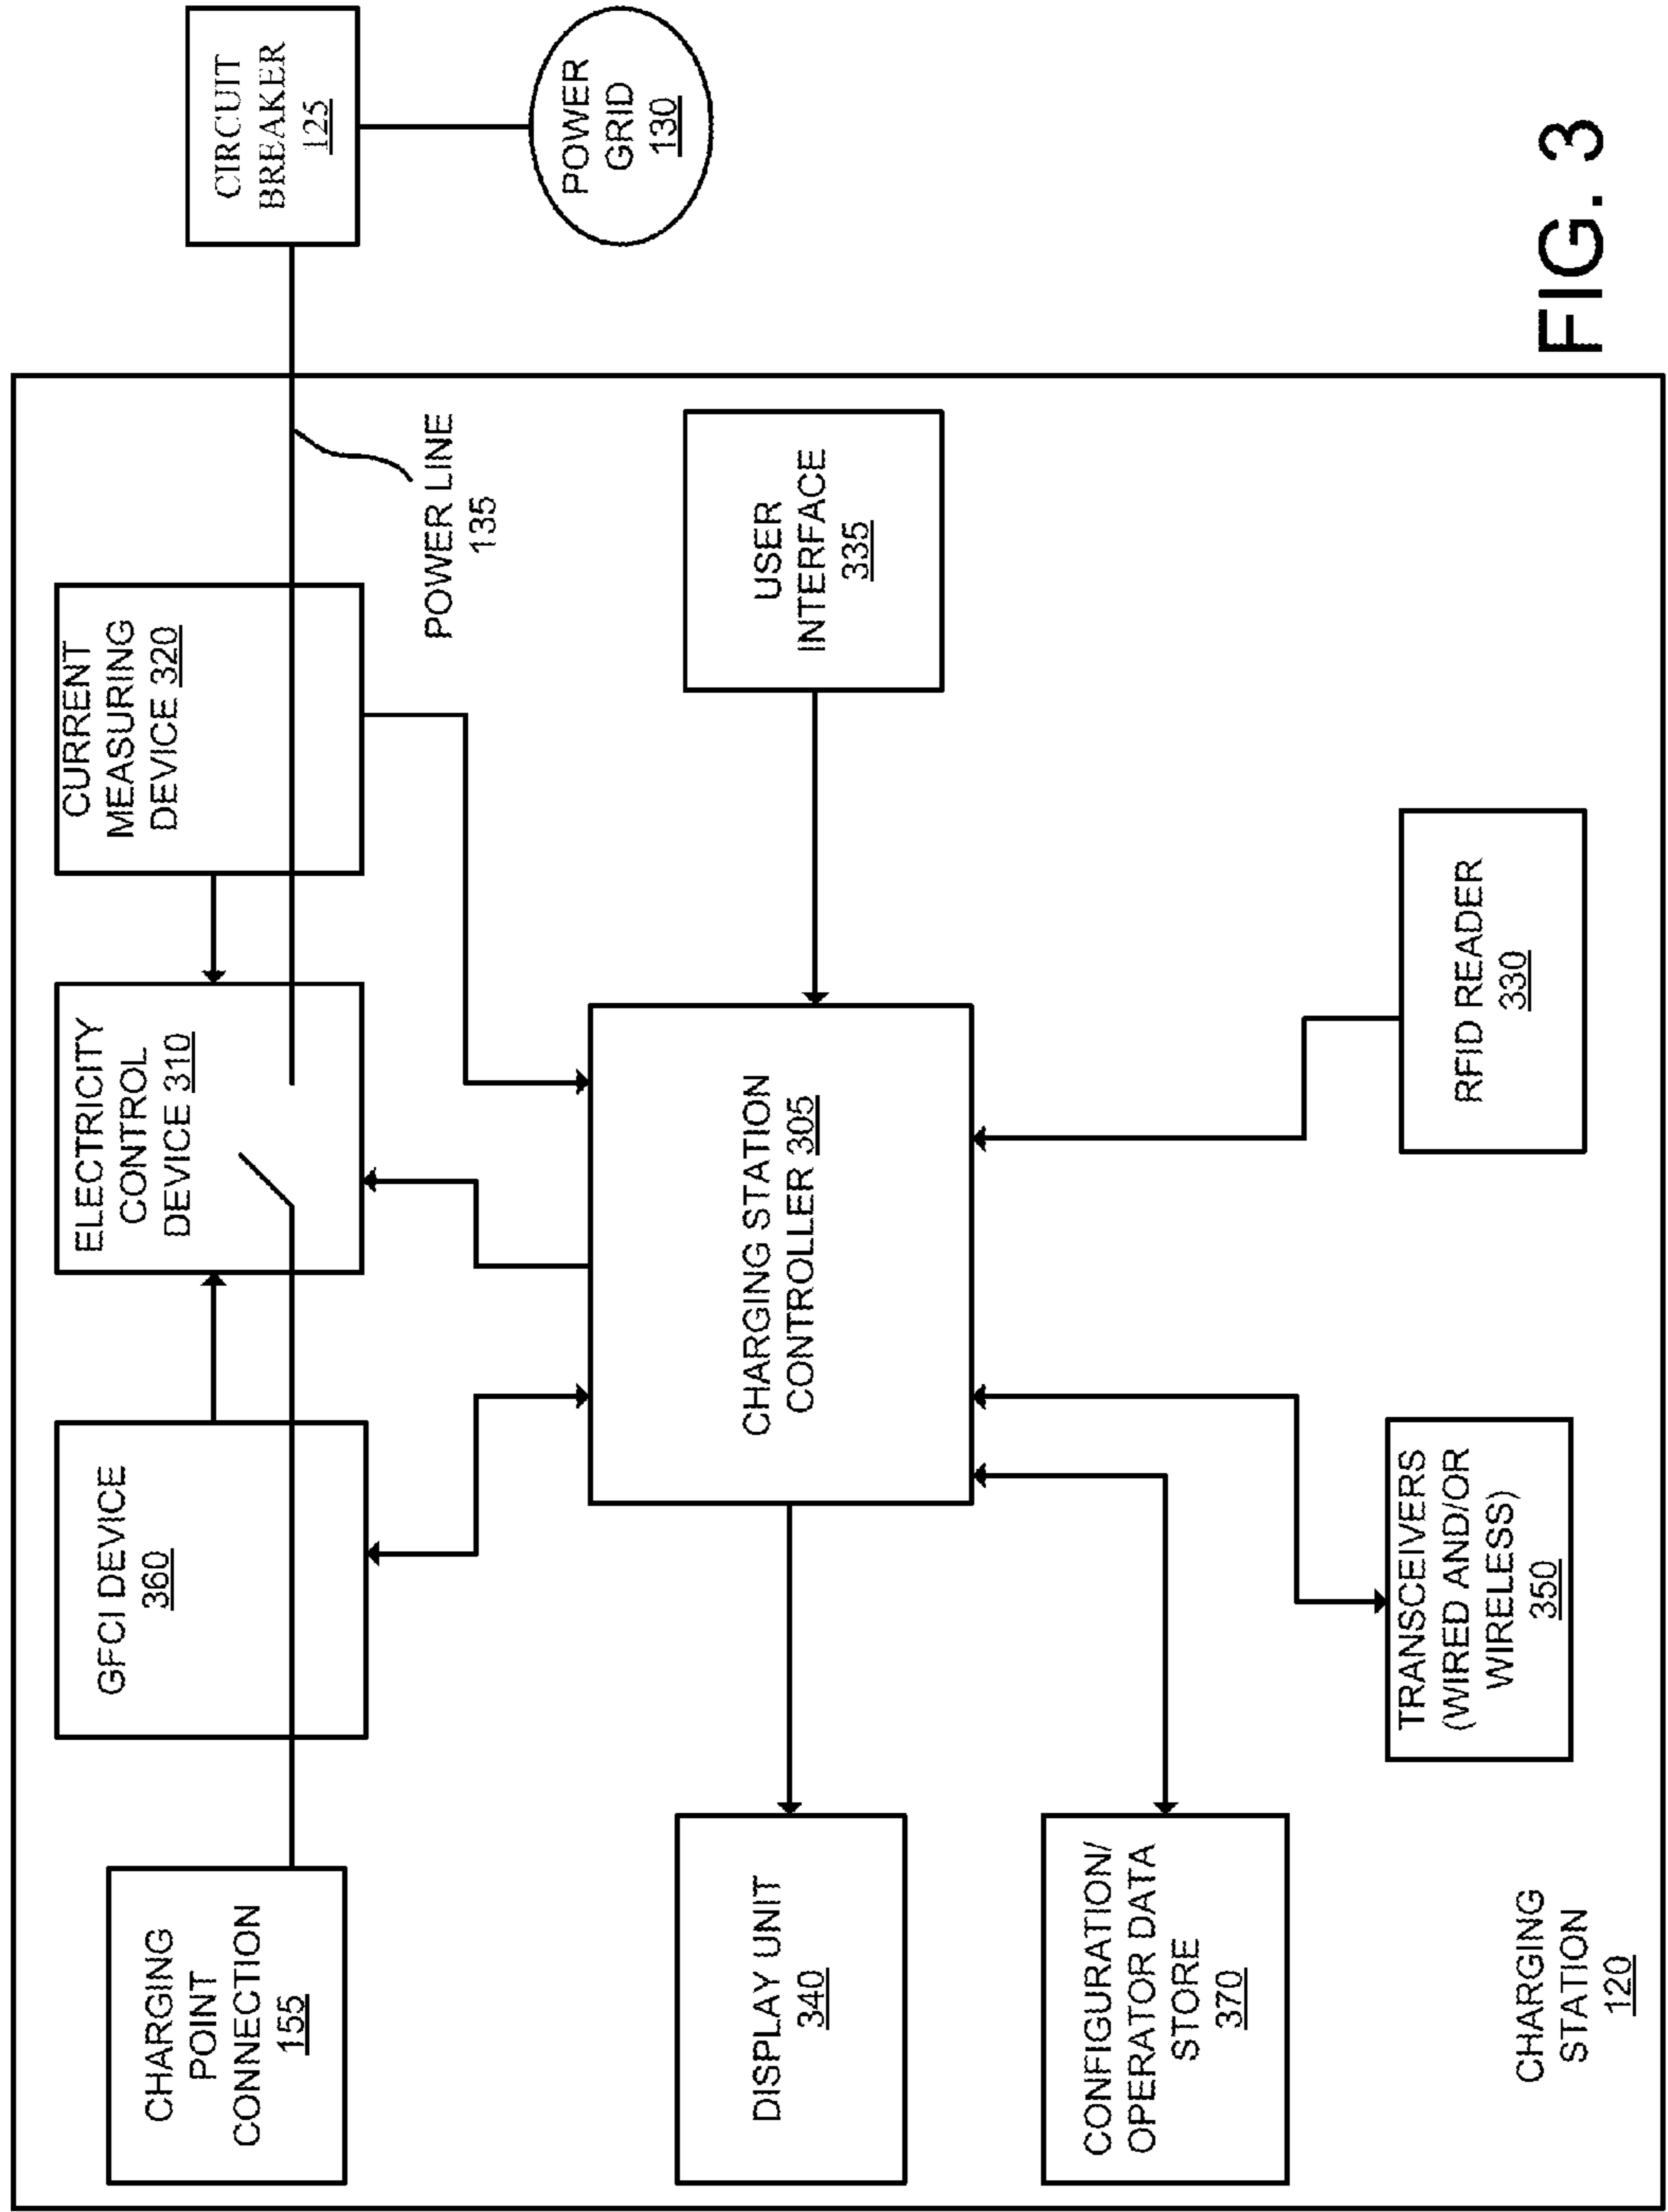 CHARGING
POINT
CONNECTION
155
GFCI DEVICE
360
ELECTRICITY
CONTROL
DEVICE 310
CURRENT
MEASURING
DEVICE 320
CIRCUIT
BREAKER
125
POWER LINE
135
POWER
GRID
130
DISPLAY UNIT
340
CHARGING STATION
CONTROLLER 305
USER
INTERFACE
335
CONFIGURATION/
OPERATOR DATA
STORE
370
TRANSCEIVERS
(WIRED AND/OR
WIRELESS)
350
RFID READER
330
CHARGING
STATION
120
FIG. 3